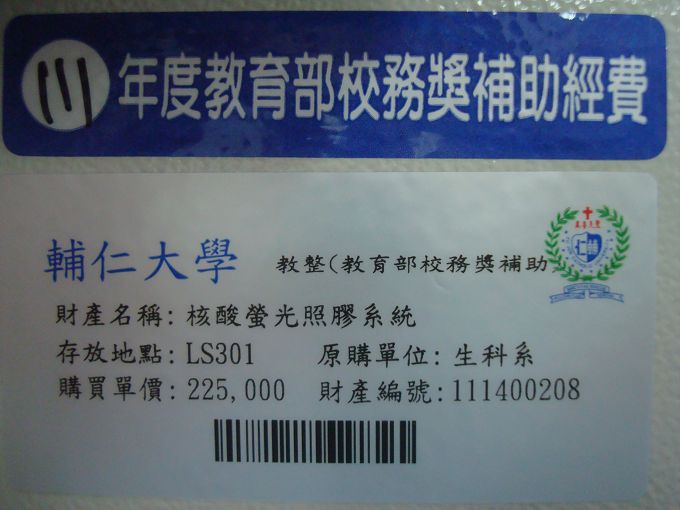 111年度教育部校務獎補助經費
輔仁大學 教整(教育部校務獎補助
財產名稱: 核酸螢光照膠系統
存放地點: LS301 原購單位: 生科系
購買單價: 225,000 財產編號: 111400208